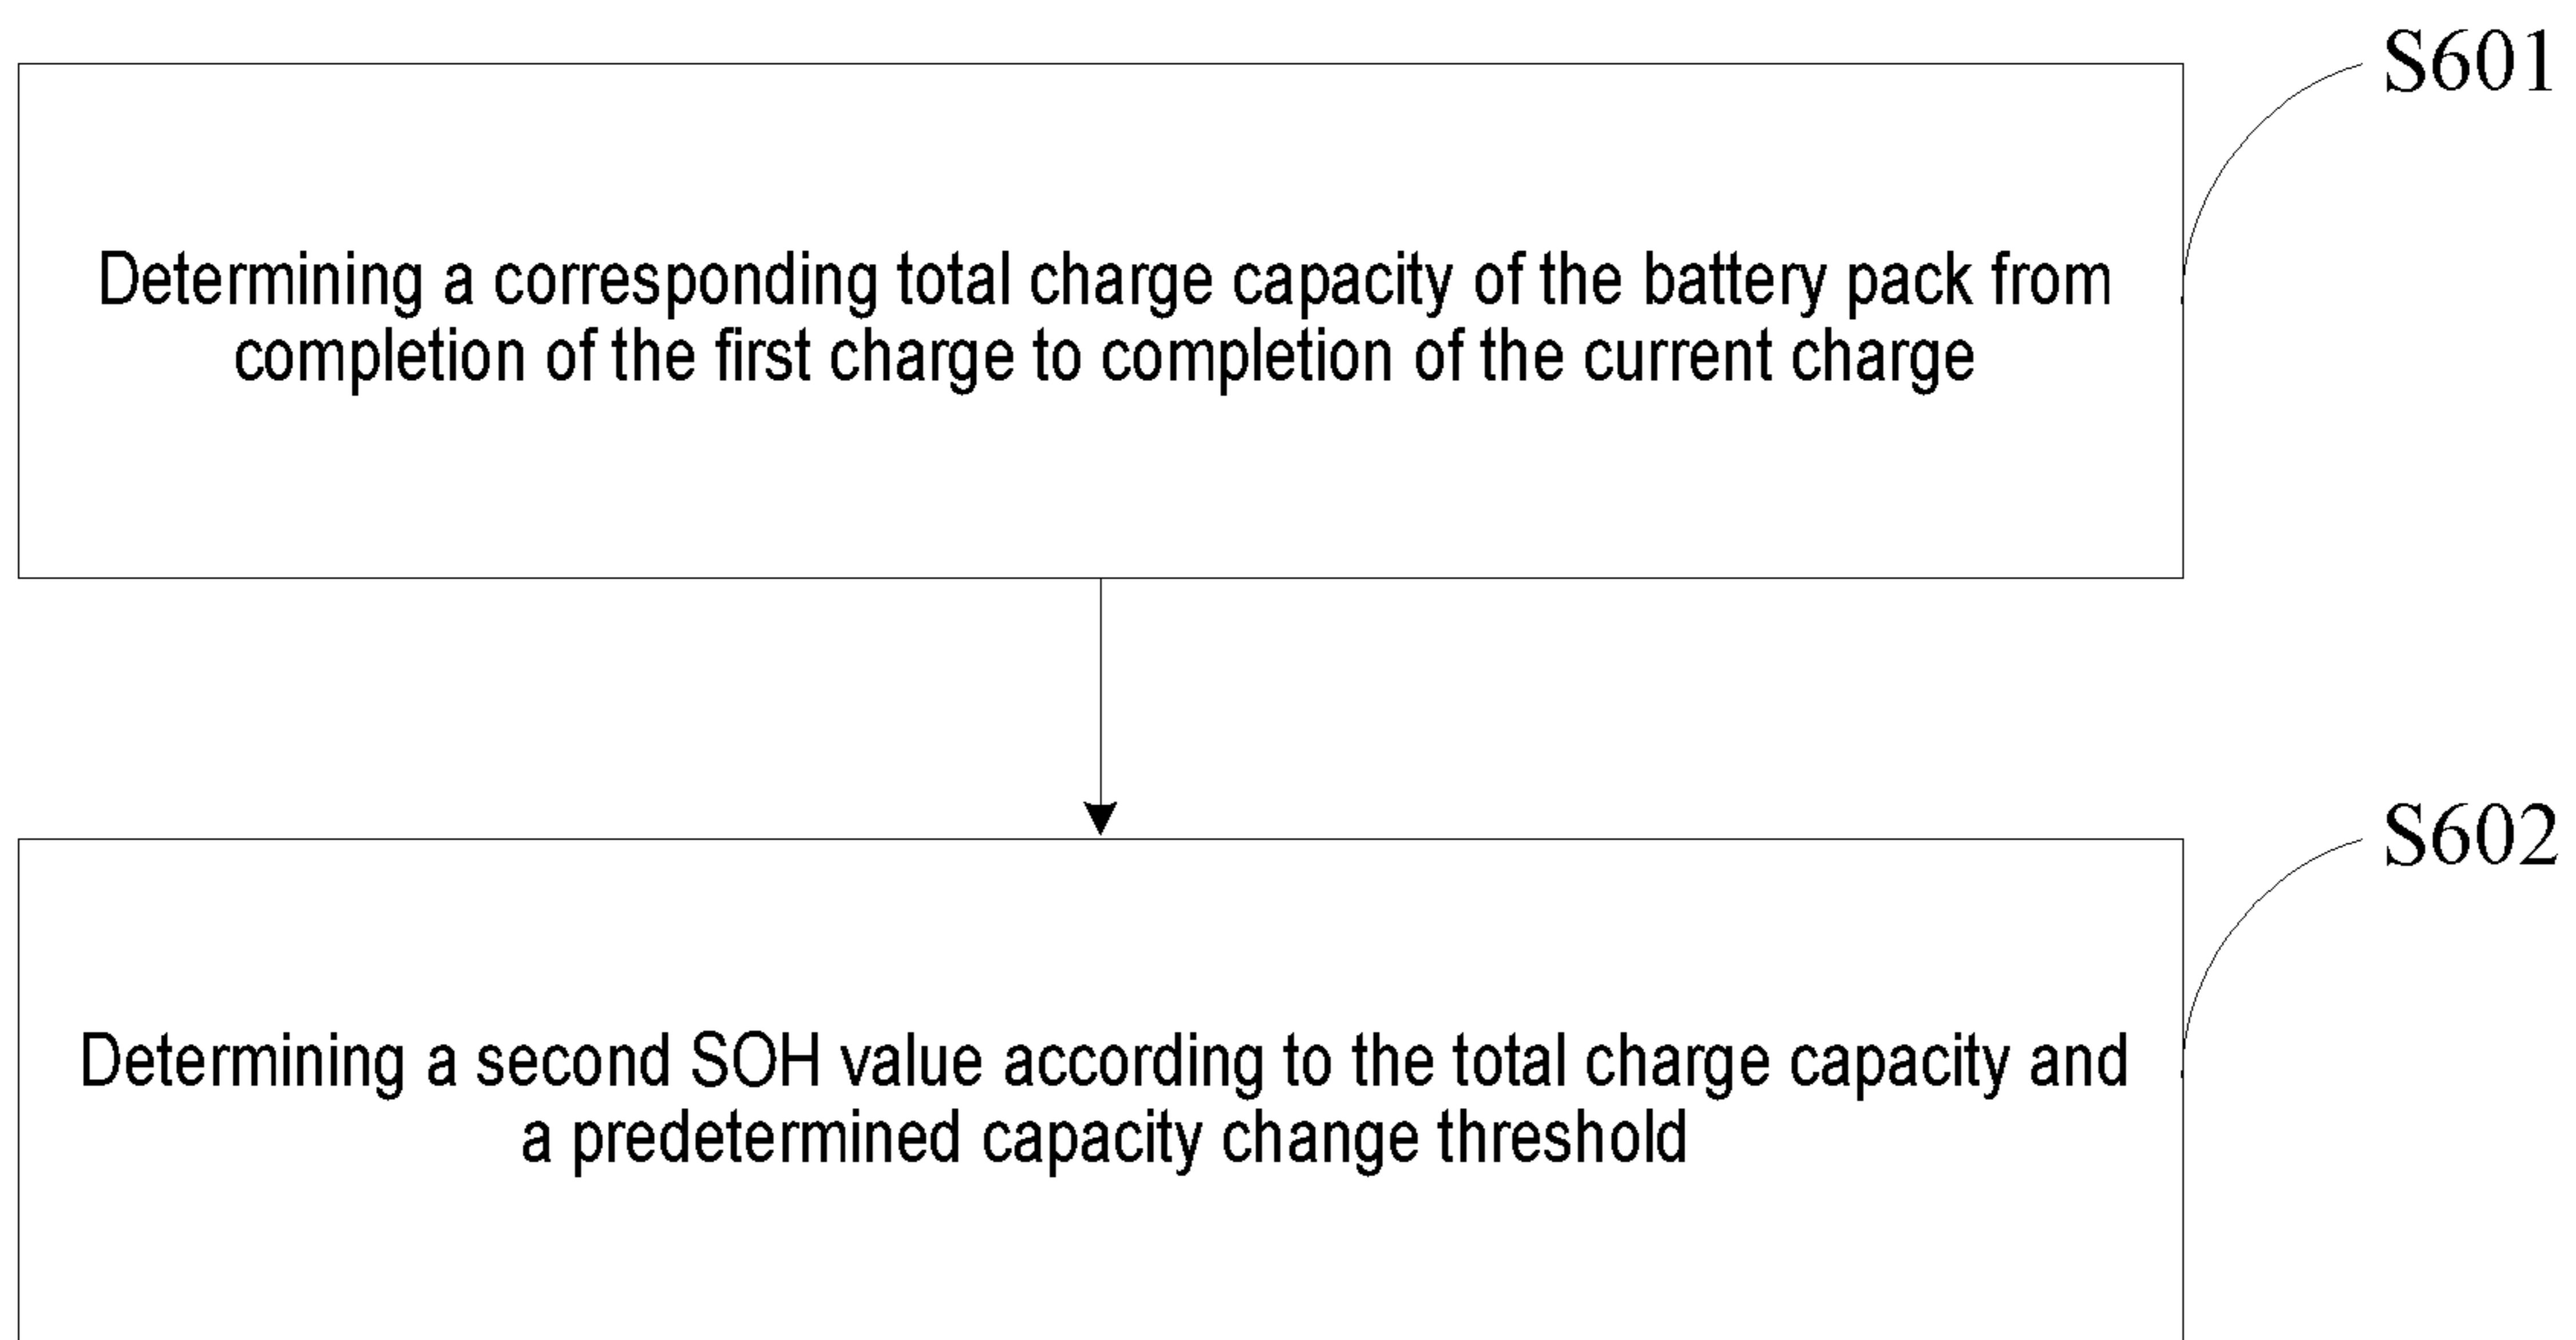 S601
Determining a corresponding total charge capacity of the battery pack from
completion of the first charge to completion of the current charge
S602
Determining a second SOH value according to the total charge capacity and
a predetermined capacity change threshold